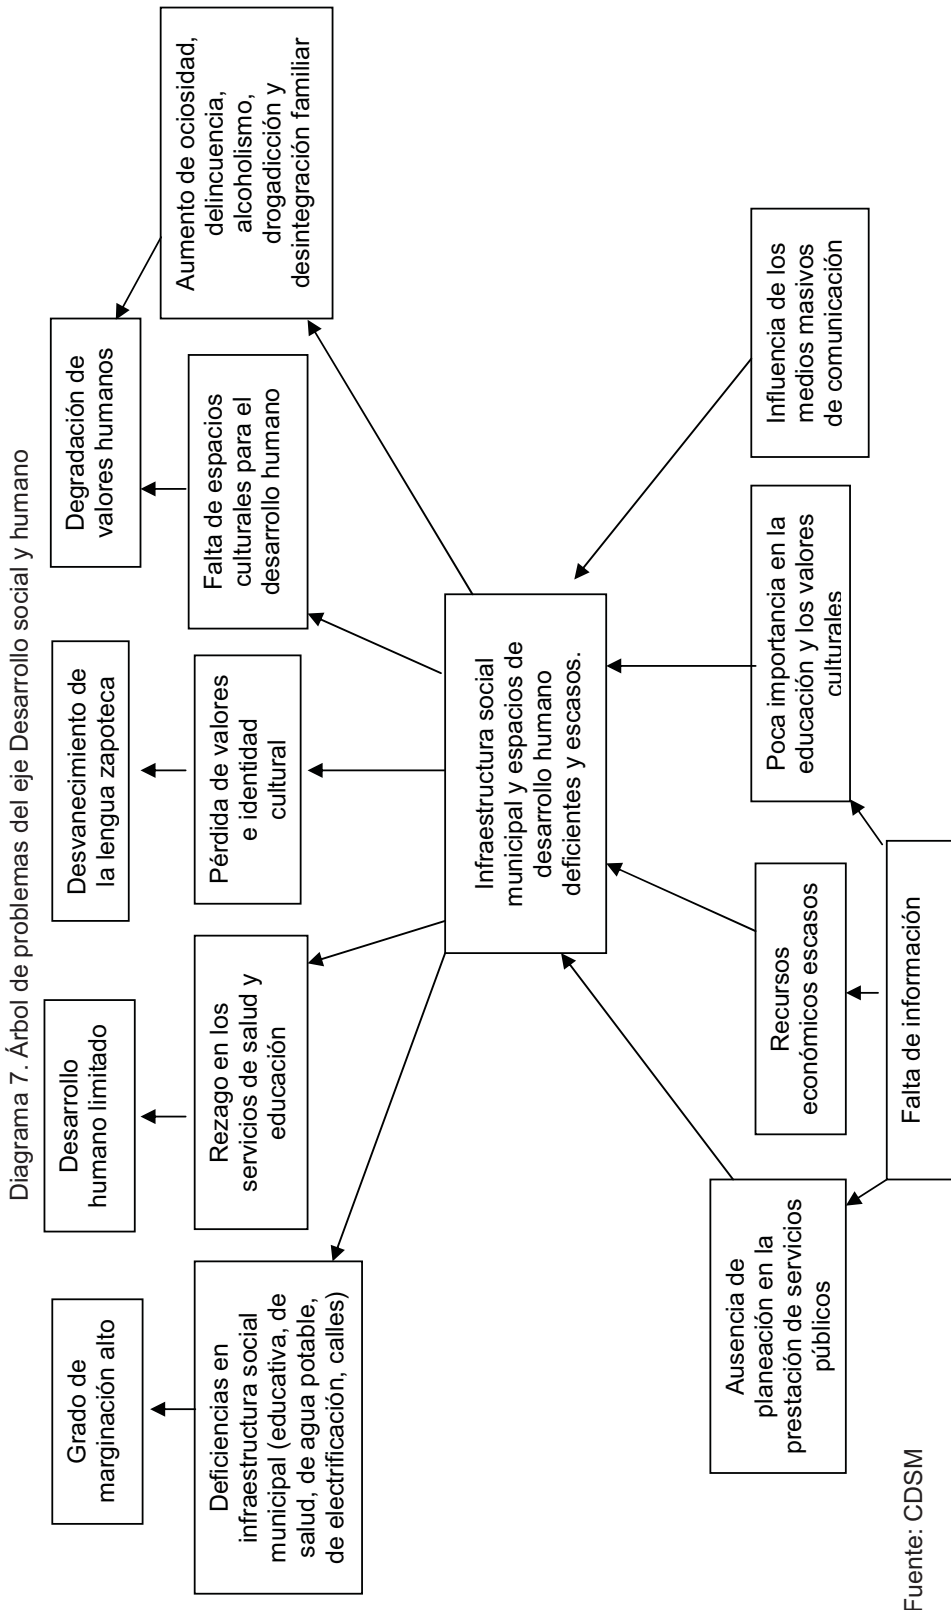 Diagrama 7. Árbol de problemas del eje Desarrollo social y humano
Grado de
marginación alto
Desarrollo
humano limitado
Desvanecimiento de
la lengua zapoteca
Degradación de
valores humanos
Deficiencias en
infraestructura social
municipal (educativa, de
salud, de agua potable,
de electrificación, calles)
Rezago en los
servicios de salud y
educación
Pérdida de valores
e identidad
cultural
Falta de espacios
culturales para el
desarrollo humano
Aumento de ociosidad,
delincuencia,
alcoholismo,
drogadicción y
desintegración familiar
Infraestructura social
municipal y espacios de
desarrollo humano
deficientes y escasos.
Ausencia de
planeación en la
prestación de servicios
públicos
Recursos
económicos escasos
Poca importancia en la
educación y los valores
culturales
Influencia de los
medios masivos
de comunicación
Falta de información
Fuente: CDSM